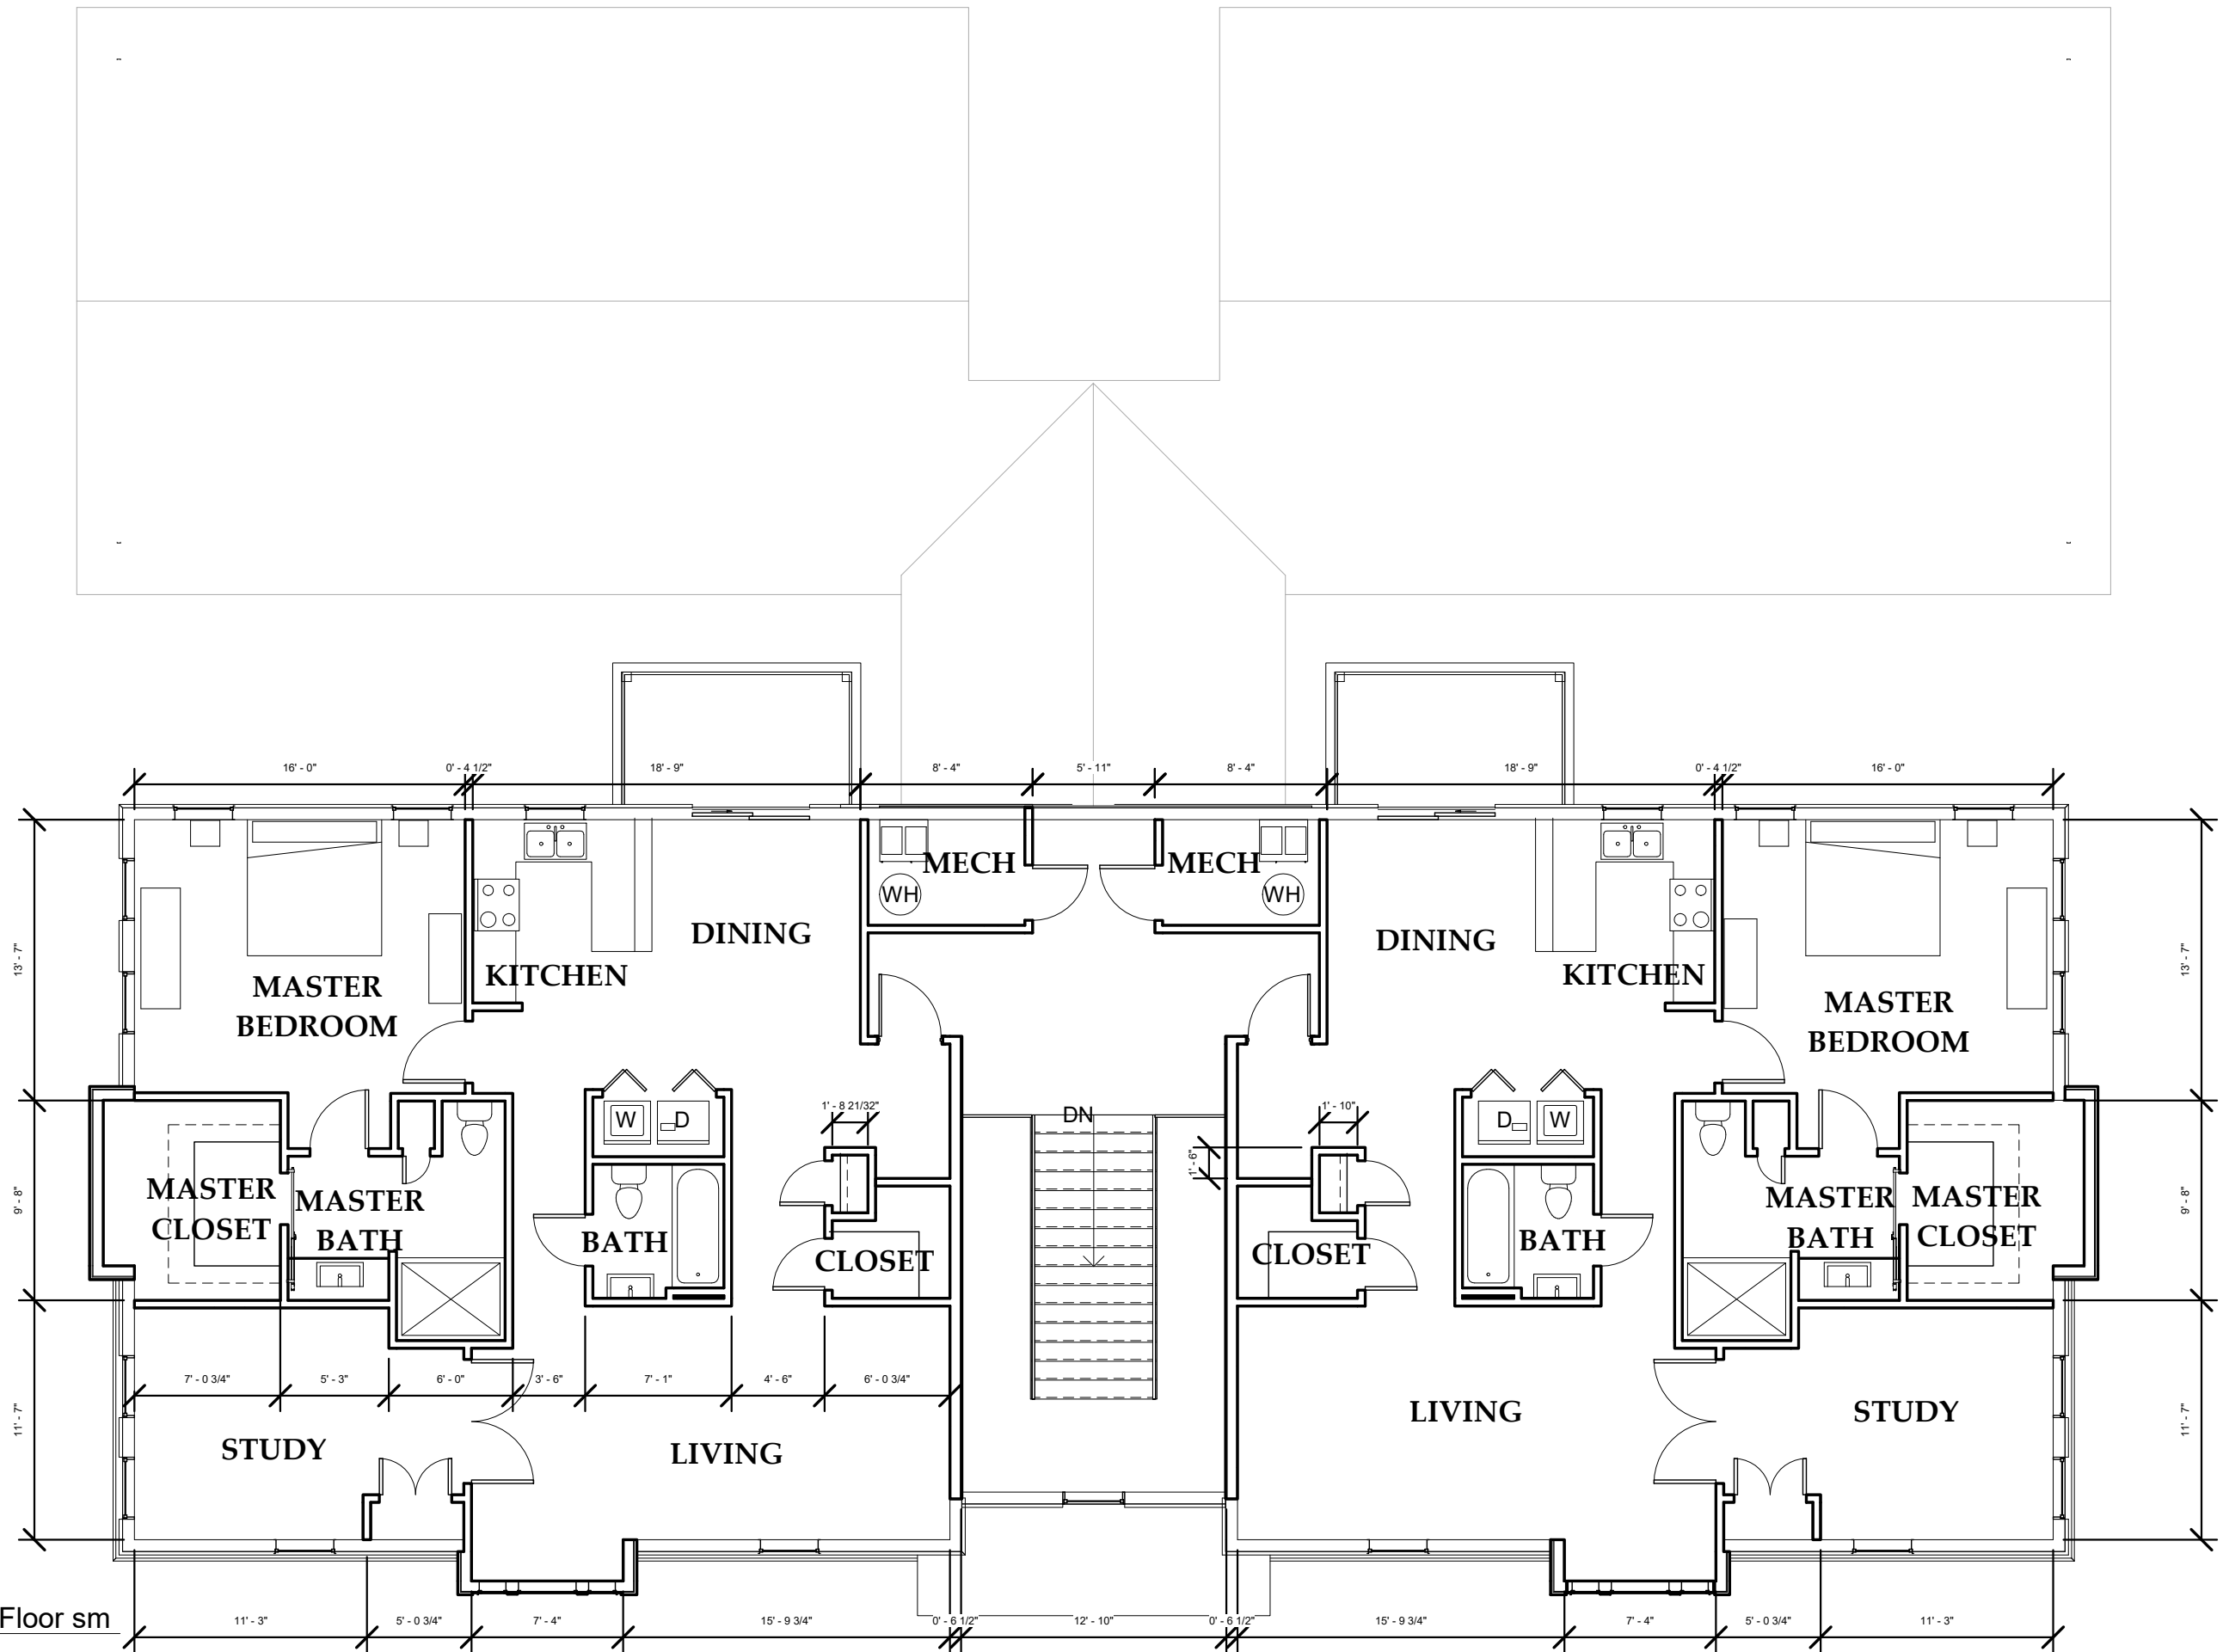 16' - 0"
0' - 4 1/2"
18' - 9"
8' - 4"
5' - 11"
8' - 4"
18' - 9"
0' - 4 1/2"
16' - 0"
MECH
MECH
WH
WH
DINING
DINING
13' - 7"
13' - 7"
KITCHEN
KITCHEN
MASTER
BEDROOM
MASTER
BEDROOM
1' - 8 21/32"
DN
1' - 10"
W
D
D
W
1' - 6"
9' - 8"
MASTER
CLOSET
MASTER
BATH
BATH
CLOSET
CLOSET
BATH
MASTER
BATH
MASTER
CLOSET
9' - 8"
7' - 0 3/4"
5' - 3"
6' - 0"
3' - 6"
7' - 1"
4' - 6"
6' - 0 3/4"
11' - 7"
STUDY
LIVING
LIVING
STUDY
11' - 7"
Floor sm
11' - 3"
5' - 0 3/4"
7' - 4"
15' - 9 3/4"
0' - 6 1/2"
12' - 10"
0' - 6 1/2"
15' - 9 3/4"
7' - 4"
5' - 0 3/4"
11' - 3"